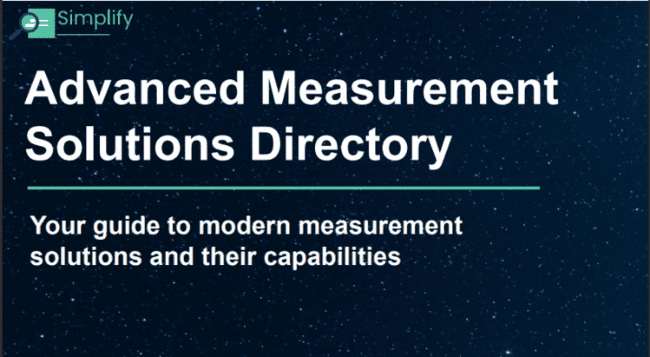 Simplify
Advanced Measurement
Solutions Directory
Your guide to modern measurement
solutions and their capabilities